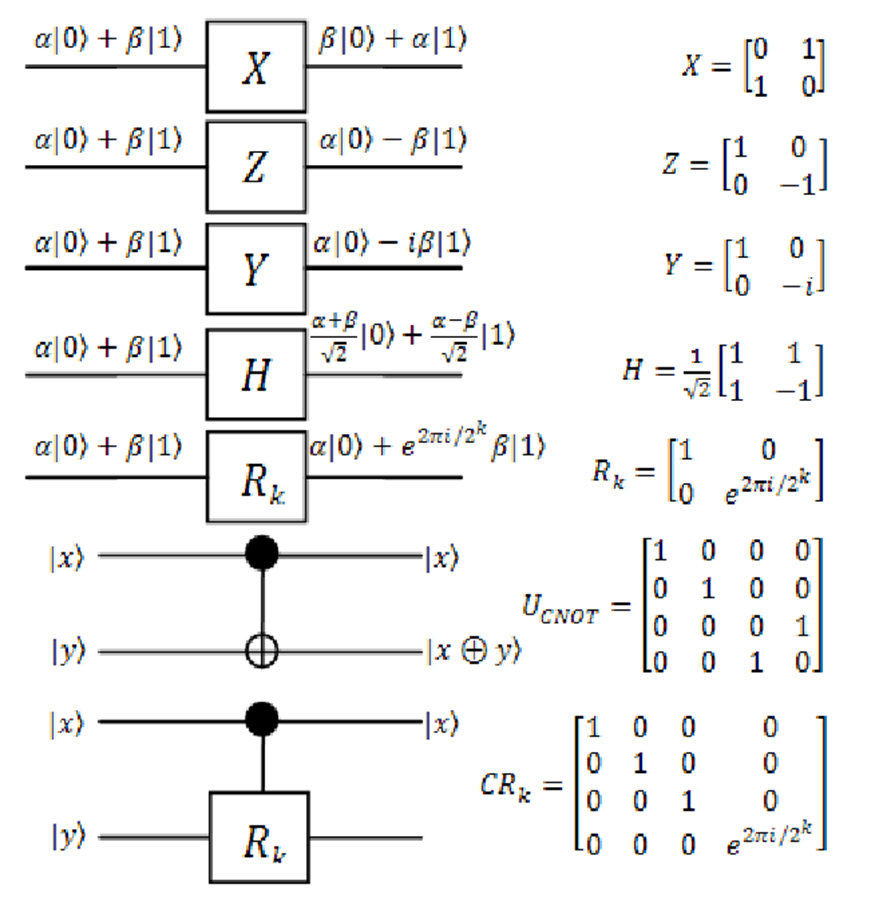 α|0⟩ + β|1⟩ X β|0⟩ + α|1⟩ X = [0 1; 1 0]
α|0⟩ + β|1⟩ Z α|0⟩ − β|1⟩ Z = [1 0; 0 −1]
α|0⟩ + β|1⟩ Y α|0⟩ − iβ|1⟩ Y = [1 0; 0 −i]
α|0⟩ + β|1⟩ H (α+β)/√2 |0⟩ + (α−β)/√2 |1⟩ H = 1/√2 [1 1; 1 −1]
α|0⟩ + β|1⟩ R_k α|0⟩ + e^{2πi/2^k} β|1⟩ R_k = [1 0; 0 e^{2πi/2^k}]
|x⟩ |x⟩
|y⟩ |x ⊕ y⟩ U_{CNOT} = [1 0 0 0; 0 1 0 0; 0 0 0 1; 0 0 1 0]
|x⟩ |x⟩
|y⟩ R_k CR_k = [1 0 0 0; 0 1 0 0; 0 0 1 0; 0 0 0 e^{2πi/2^k}]